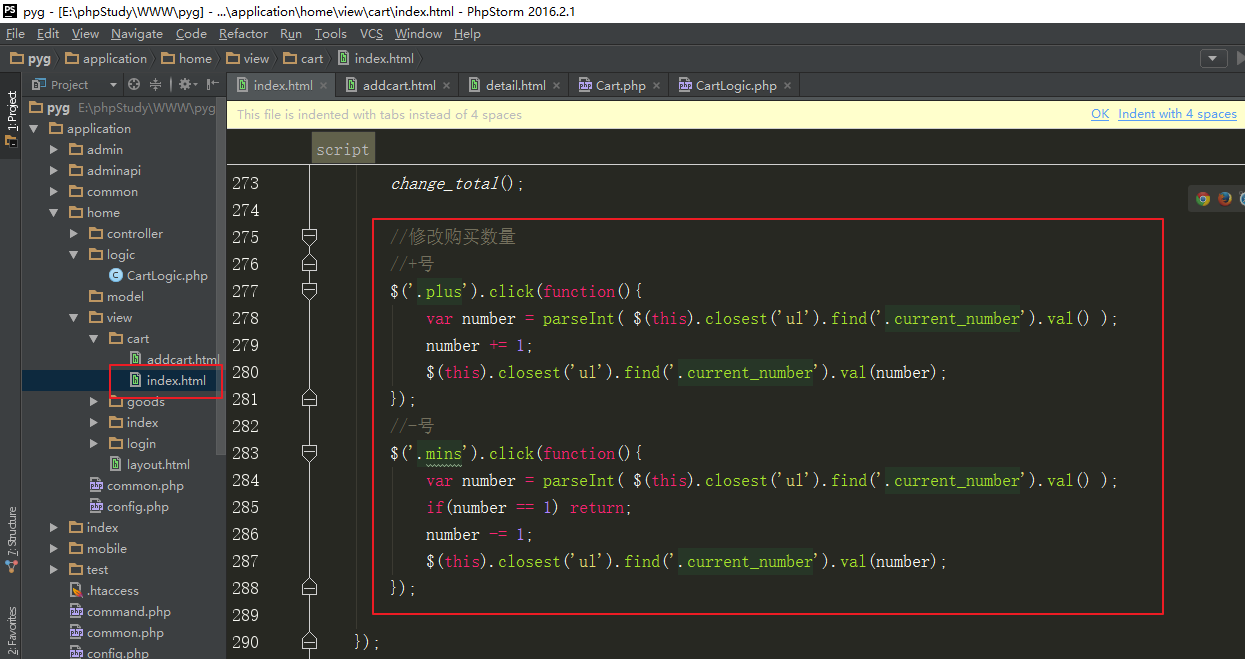 PS pyg - [E:\phpStudy\WWW\pyg] - ...\application\home\view\cart\index.html - PhpStorm 2016.2.1
File Edit View Navigate Code Refactor Run Tools VCS Window Help
pyg application home view cart index.html
Project
index.html addcart.html detail.html Cart.php CartLogic.php
1: Project
7: Structure
2: Favorites
pyg E:\phpStudy\WWW\pyg
application
admin
adminapi
common
home
controller
logic
CartLogic.php
model
view
cart
addcart.html
index.html
goods
index
login
layout.html
common.php
config.php
index
mobile
test
.htaccess
command.php
common.php
config.php
This file is indented with tabs instead of 4 spaces OK Indent with 4 spaces
script
273 change_total();
274
275 //修改购买数量
276 //+号
277 $('.plus').click(function(){
278 var number = parseInt( $(this).closest('ul').find('.current_number').val() );
279 number += 1;
280 $(this).closest('ul').find('.current_number').val(number);
281 });
282 //-号
283 $('.mins').click(function(){
284 var number = parseInt( $(this).closest('ul').find('.current_number').val() );
285 if(number == 1) return;
286 number -= 1;
287 $(this).closest('ul').find('.current_number').val(number);
288 });
289
290 });